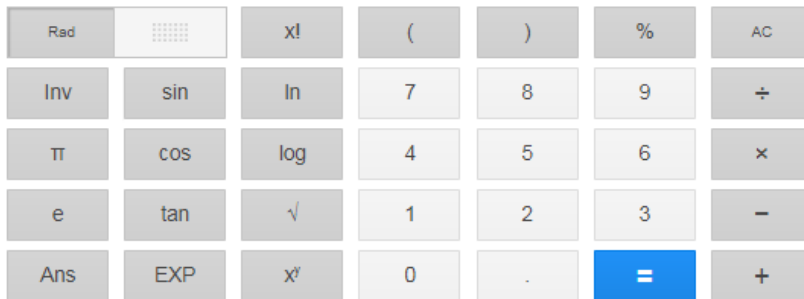 Rad x! ( ) % AC
Inv sin ln 7 8 9 ÷
π cos log 4 5 6 ×
e tan √ 1 2 3 −
Ans EXP xʸ 0 . = +